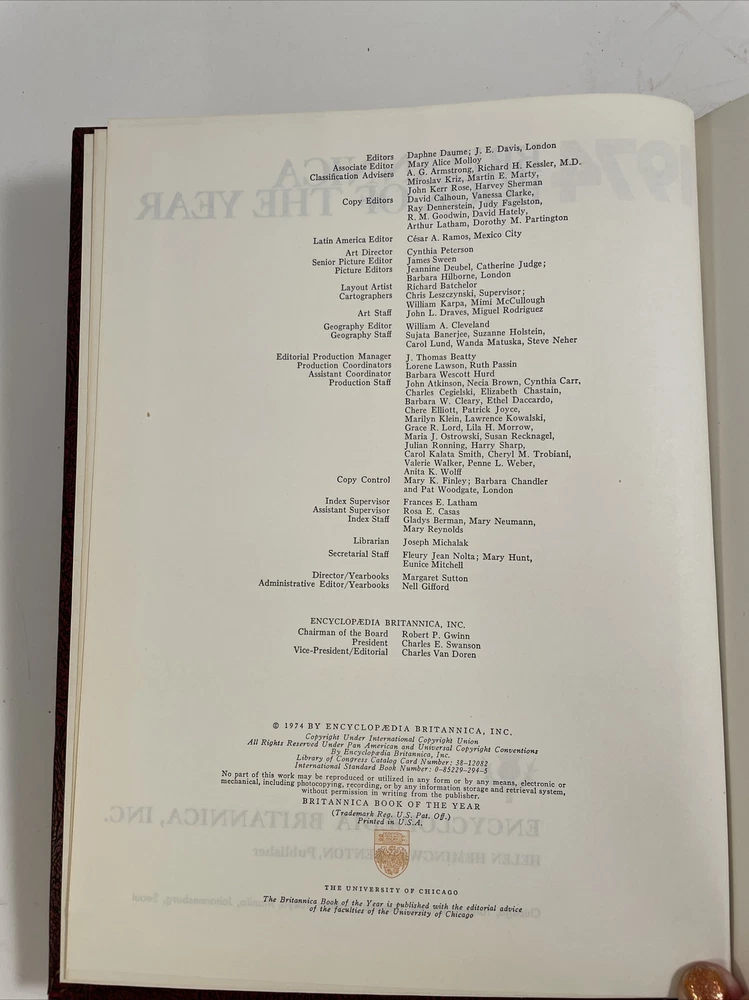 Editors Daphne Daume; J. E. Davis, London
Associate Editor Mary Alice Molloy
Classification Advisers A. G. Armstrong, Richard H. Kessler, M.D.
Miroslav Kriz, Martin E. Marty,
John Kerr Rose, Harvey Sherman
Copy Editors David Calhoun, Vanessa Clarke,
Ray Dennerstein, Judy Fagelston,
R. M. Goodwin, David Hately,
Arthur Latham, Dorothy M. Partington
Latin America Editor César A. Ramos, Mexico City
Art Director Cynthia Peterson
Senior Picture Editor James Sween
Picture Editors Jeannine Deubel, Catherine Judge;
Barbara Hilborne, London
Layout Artist Richard Batchelor
Cartographers Chris Leszczynski, Supervisor;
William Karpa, Mimi McCullough
Art Staff John L. Draves, Miguel Rodriguez
Geography Editor William A. Cleveland
Geography Staff Sujata Banerjee, Suzanne Holstein,
Carol Lund, Wanda Matuska, Steve Neher
Editorial Production Manager J. Thomas Beatty
Production Coordinators Lorene Lawson, Ruth Passin
Assistant Coordinator Barbara Wescott Hurd
Production Staff John Atkinson, Necia Brown, Cynthia Carr,
Charles Cegielski, Elizabeth Chastain,
Barbara W. Cleary, Ethel Daccardo,
Chere Elliott, Patrick Joyce,
Marilyn Klein, Lawrence Kowalski,
Grace R. Lord, Lila H. Morrow,
Maria J. Ostrowski, Susan Recknagel,
Julian Ronning, Harry Sharp,
Carol Kalata Smith, Cheryl M. Trobiani,
Valerie Walker, Penne L. Weber,
Anita K. Wolff
Copy Control Mary K. Finley; Barbara Chandler
and Pat Woodgate, London
Index Supervisor Frances E. Latham
Assistant Supervisor Rosa E. Casas
Index Staff Gladys Berman, Mary Neumann,
Mary Reynolds
Librarian Joseph Michalak
Secretarial Staff Fleury Jean Nolta; Mary Hunt,
Eunice Mitchell
Director/Yearbooks Margaret Sutton
Administrative Editor/Yearbooks Nell Gifford
ENCYCLOPÆDIA BRITANNICA, INC.
Chairman of the Board Robert P. Gwinn
President Charles E. Swanson
Vice-President/Editorial Charles Van Doren
© 1974 BY ENCYCLOPÆDIA BRITANNICA, INC.
Copyright Under International Copyright Union
All Rights Reserved Under Pan American and Universal Copyright Conventions
By Encyclopædia Britannica, Inc.
Library of Congress Catalog Card Number: 38-12082
International Standard Book Number: 0-85229-294-5
No part of this work may be reproduced or utilized in any form or by any means, electronic or
mechanical, including photocopying, recording, or by any information storage and retrieval system,
without permission in writing from the publisher.
BRITANNICA BOOK OF THE YEAR
(Trademark Reg. U.S. Pat. Off.)
Printed in U.S.A.
THE UNIVERSITY OF CHICAGO
The Britannica Book of the Year is published with the editorial advice
of the faculties of the University of Chicago